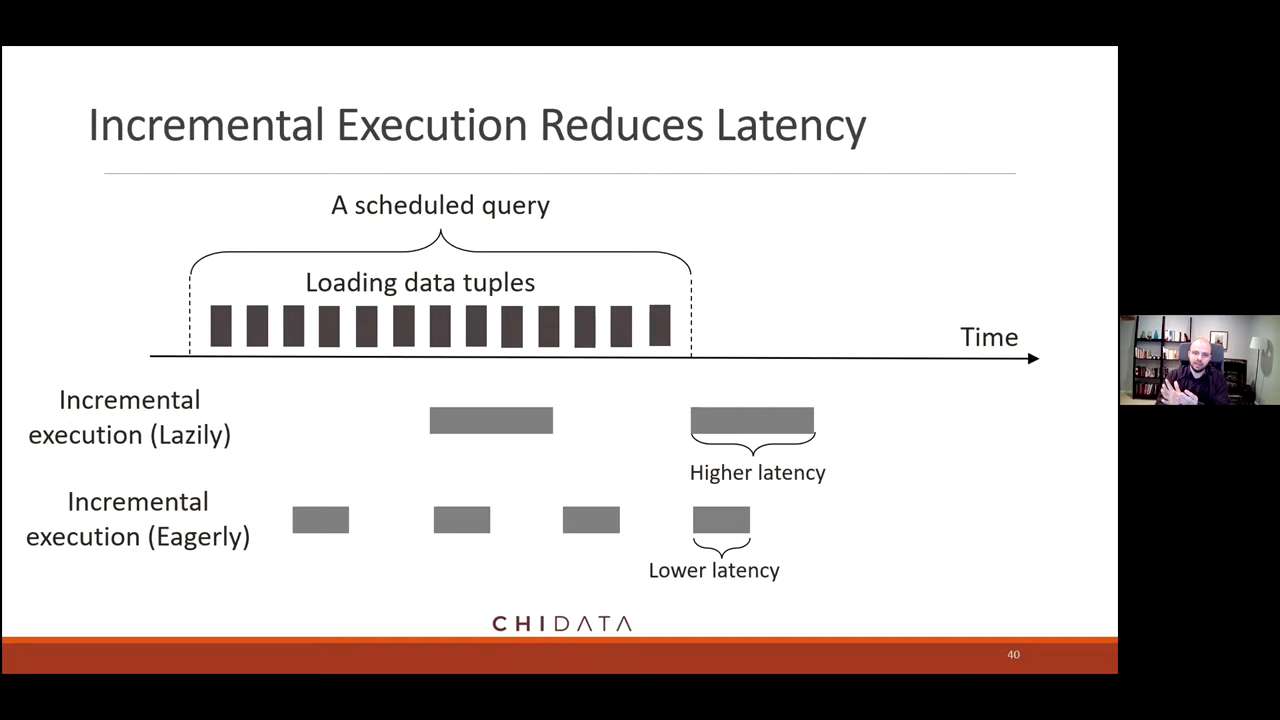 Incremental Execution Reduces Latency
A scheduled query
Loading data tuples
Time
Incremental
execution (Lazily)
Higher latency
Incremental
execution (Eagerly)
Lower latency
CHIDATA
40